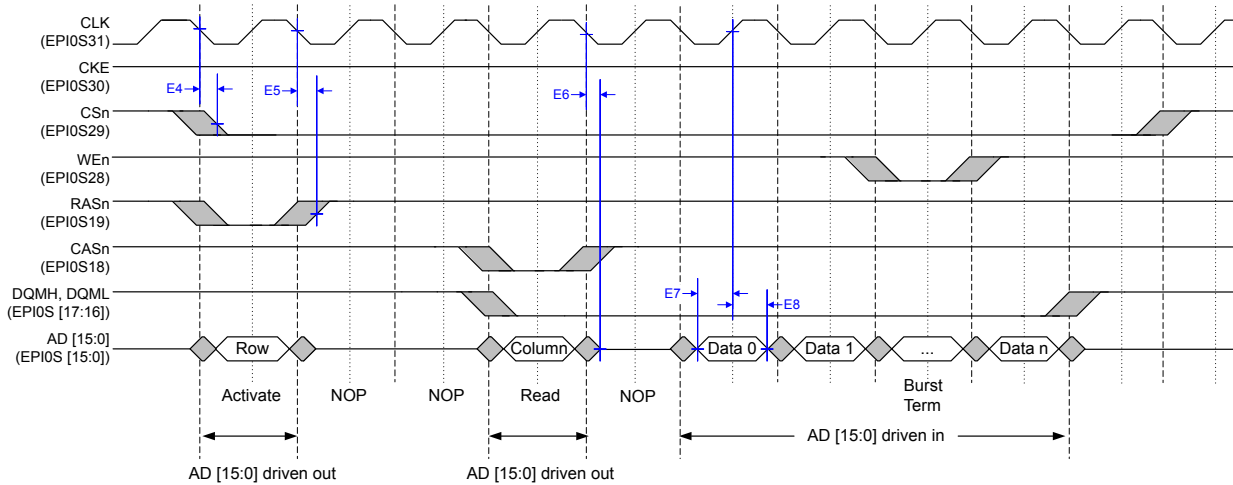 CLK
(EPI0S31)
CKE
(EPI0S30)
E4
E5
E6
CSn
(EPI0S29)
WEn
(EPI0S28)
RASn
(EPI0S19)
CASn
(EPI0S18)
DQMH, DQML
(EPI0S [17:16])
E7
E8
AD [15:0]
(EPI0S [15:0])
Row
Column
Data 0
Data 1
...
Data n
Activate
NOP
NOP
Read
NOP
Burst
Term
AD [15:0] driven in
AD [15:0] driven out
AD [15:0] driven out